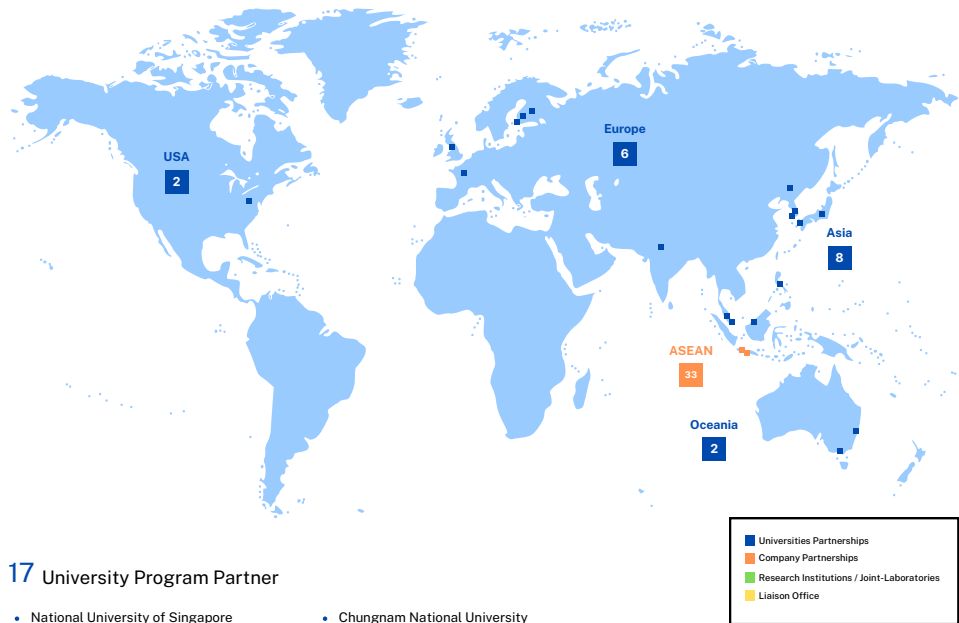 USA
2
Europe
6
Asia
8
ASEAN
33
Oceania
2
Universities Partnerships
Company Partnerships
Research Institutions / Joint-Laboratories
Liaison Office
17 University Program Partner
• National University of Singapore
• Chungnam National University